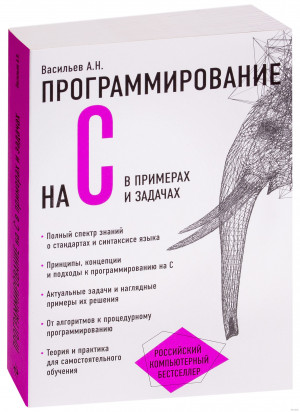 Васильев А.Н.
ПРОГРАММИРОВАНИЕ
НА C В ПРИМЕРАХ
И ЗАДАЧАХ
• Полный спектр знаний
о стандартах и синтаксисе языка
• Принципы, концепции
и подходы к программированию на C
• Актуальные задачи и наглядные
примеры их решения
• От алгоритмов к процедурному
программированию
• Теория и практика
для самостоятельного
обучения
РОССИЙСКИЙ
КОМПЬЮТЕРНЫЙ
БЕСТСЕЛЛЕР